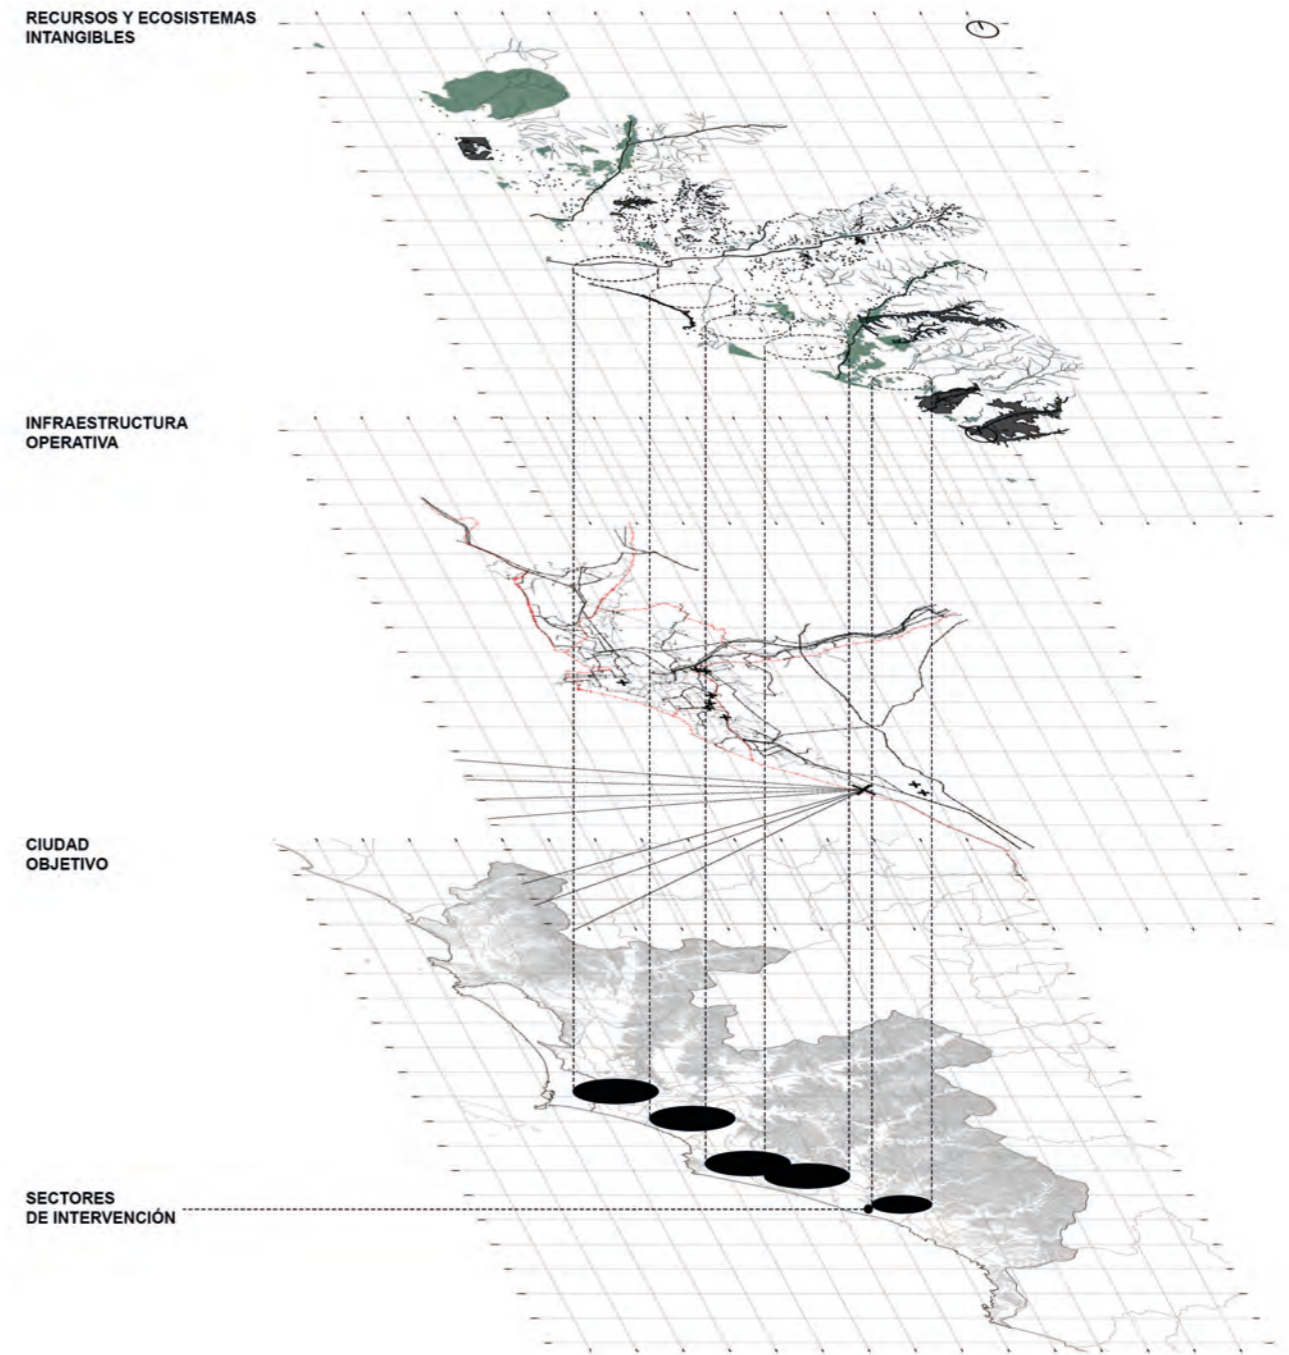 RECURSOS Y ECOSISTEMAS
INTANGIBLES
INFRAESTRUCTURA
OPERATIVA
CIUDAD
OBJETIVO
SECTORES
DE INTERVENCIÓN